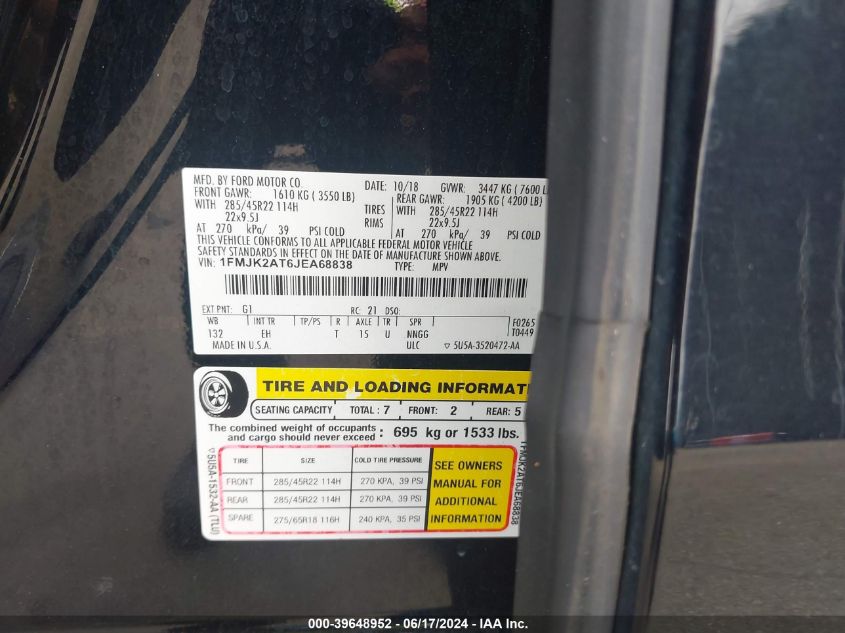 MFD. BY FORD MOTOR CO.
DATE: 10/18 GVWR: 3447 KG ( 7600 L
FRONT GAWR: 1610 KG ( 3550 LB) REAR GAWR: 1905 KG ( 4200 LB)
WITH 285/45R22 114H TIRES WITH 285/45R22 114H
22x9.5J RIMS 22x9.5J
AT 270 kPa/ 39 PSI COLD AT 270 kPa/ 39 PSI COLD
THIS VEHICLE CONFORMS TO ALL APPLICABLE FEDERAL MOTOR VEHICLE
SAFETY STANDARDS IN EFFECT ON THE DATE OF MANUFACTURE SHOWN ABOVE.
VIN: 1FMJK2AT6JEA68838 TYPE: MPV
EXT PNT: G1 RC: 21 DSO:
WB INT TR TP/PS R AXLE TR SPR F0265
132 EH T 15 U NNGG T0449
MADE IN U.S.A. ULC ▽ 5U5A-3520472-AA
TIRE AND LOADING INFORMATI
SEATING CAPACITY TOTAL : 7 FRONT: 2 REAR: 5
The combined weight of occupants
and cargo should never exceed : 695 kg or 1533 lbs.
TIRE SIZE COLD TIRE PRESSURE
FRONT 285/45R22 114H 270 KPA, 39 PSI
REAR 285/45R22 114H 270 KPA, 39 PSI
SPARE 275/65R18 116H 240 KPA, 35 PSI
SEE OWNERS
MANUAL FOR
ADDITIONAL
INFORMATION
▽5U5A-1532-AA (TLU)
1FMJK2AT6JEA68838
000-39648952 - 06/17/2024 - IAA Inc.